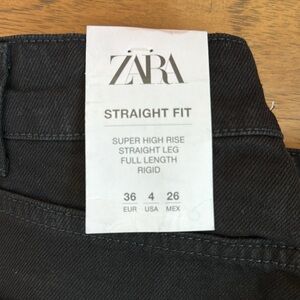 ZARA
STRAIGHT FIT
SUPER HIGH RISE
STRAIGHT LEG
FULL LENGTH
RIGID
36 4 26
EUR USA MEX